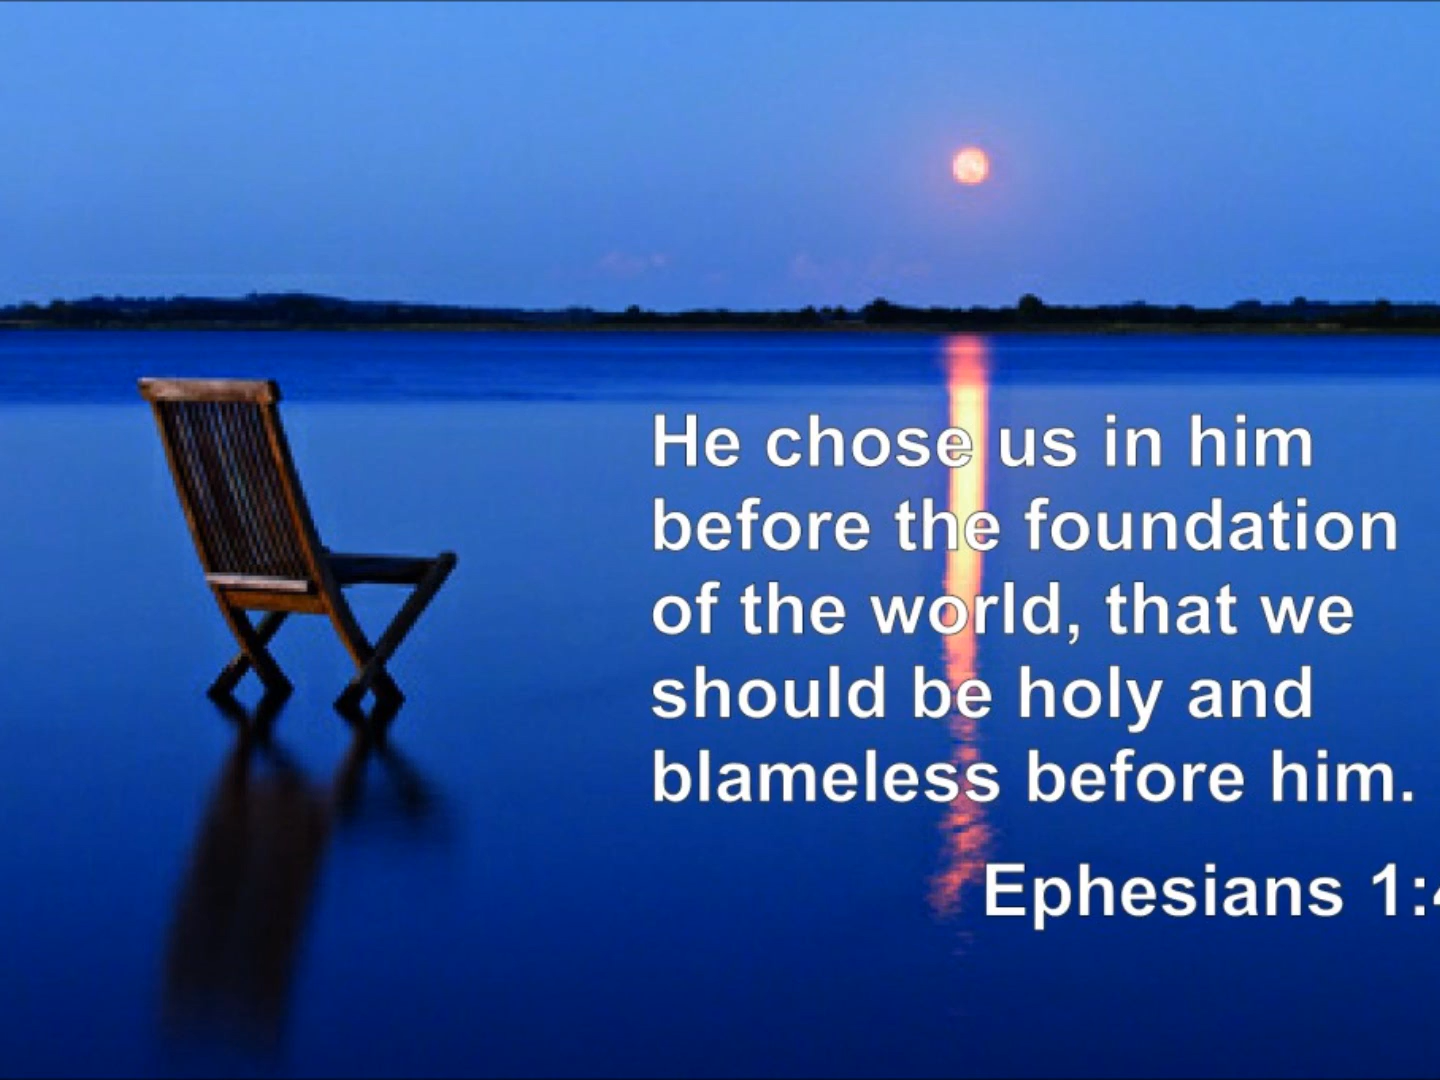 He chose us in him
before the foundation
of the world, that we
should be holy and
blameless before him.
Ephesians 1:4